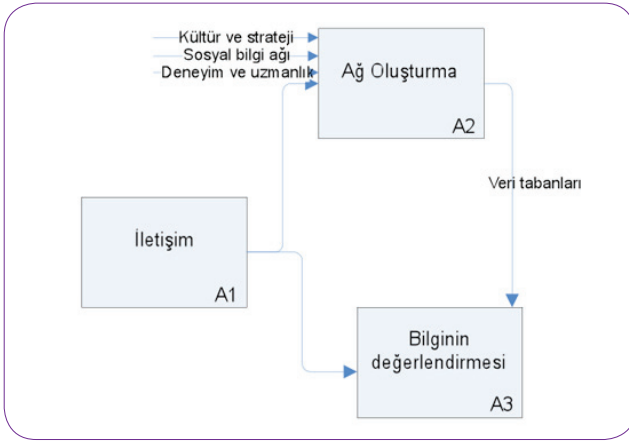 Kültür ve strateji
Sosyal bilgi ağı
Deneyim ve uzmanlık
Ağ Oluşturma
A2
Veri tabanları
İletişim
A1
Bilginin
değerlendirmesi
A3